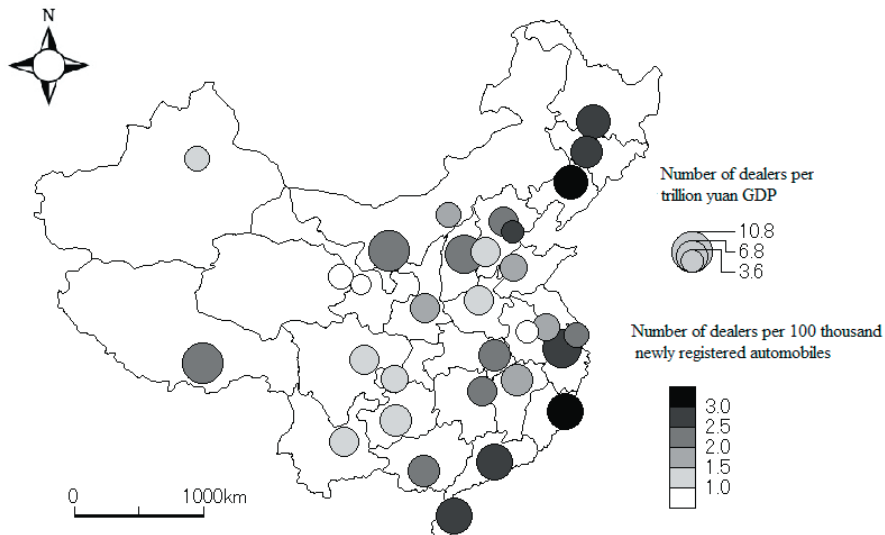 N
Number of dealers per
trillion yuan GDP
10.8
6.8
3.6
Number of dealers per 100 thousand
newly registered automobiles
3.0
2.5
2.0
1.5
1.0
0 1000km